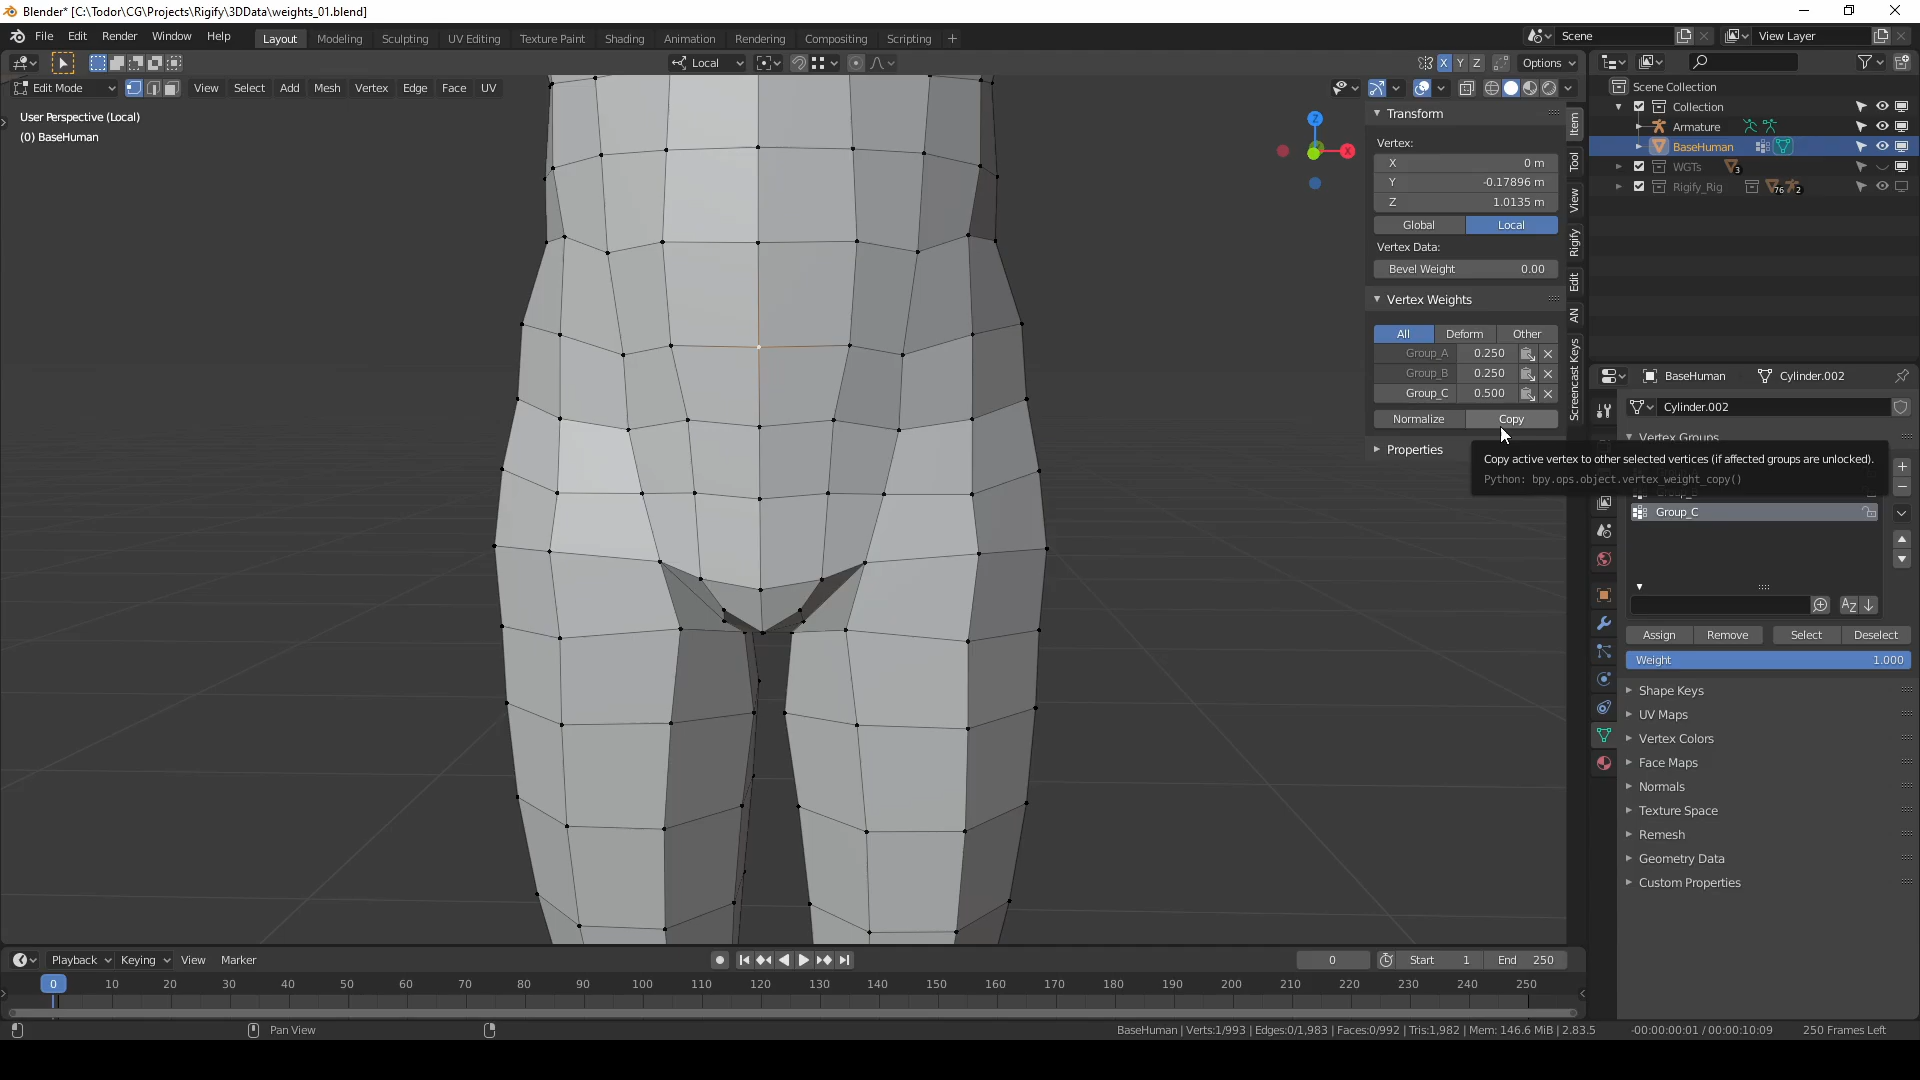 Blender* [C:\Todor\CG\Projects\Rigify\3DData\weights_01.blend]
File Edit Render Window Help Layout Modeling Sculpting UV Editing Texture Paint Shading Animation Rendering Compositing Scripting + Scene View Layer
Local X Y Z Options
Edit Mode View Select Add Mesh Vertex Edge Face UV
User Perspective (Local)
(0) BaseHuman
Z
X
Transform
Vertex:
X 0 m
Y -0.17896 m
Z 1.0135 m
Global Local
Vertex Data:
Bevel Weight 0.00
Vertex Weights
All Deform Other
Group_A 0.250
Group_B 0.250
Group_C 0.500
Normalize Copy
Properties
Item
Tool
View
Rigify
Edit
AN
Screencast Keys
Copy active vertex to other selected vertices (if affected groups are unlocked).
Python: bpy.ops.object.vertex_weight_copy()
Scene Collection
Collection
Armature
BaseHuman
WGTs 3
Rigify_Rig 76 2
BaseHuman Cylinder.002
Cylinder.002
Vertex Groups
Group_C
AZ
Assign Remove Select Deselect
Weight 1.000
Shape Keys
UV Maps
Vertex Colors
Face Maps
Normals
Texture Space
Remesh
Geometry Data
Custom Properties
Playback Keying View Marker 0 Start 1 End 250
0 10 20 30 40 50 60 70 80 90 100 110 120 130 140 150 160 170 180 190 200 210 220 230 240 250
Pan View BaseHuman | Verts:1/993 | Edges:0/1,983 | Faces:0/992 | Tris:1,982 | Mem: 146.6 MiB | 2.83.5 -00:00:00:01 / 00:00:10:09 250 Frames Left